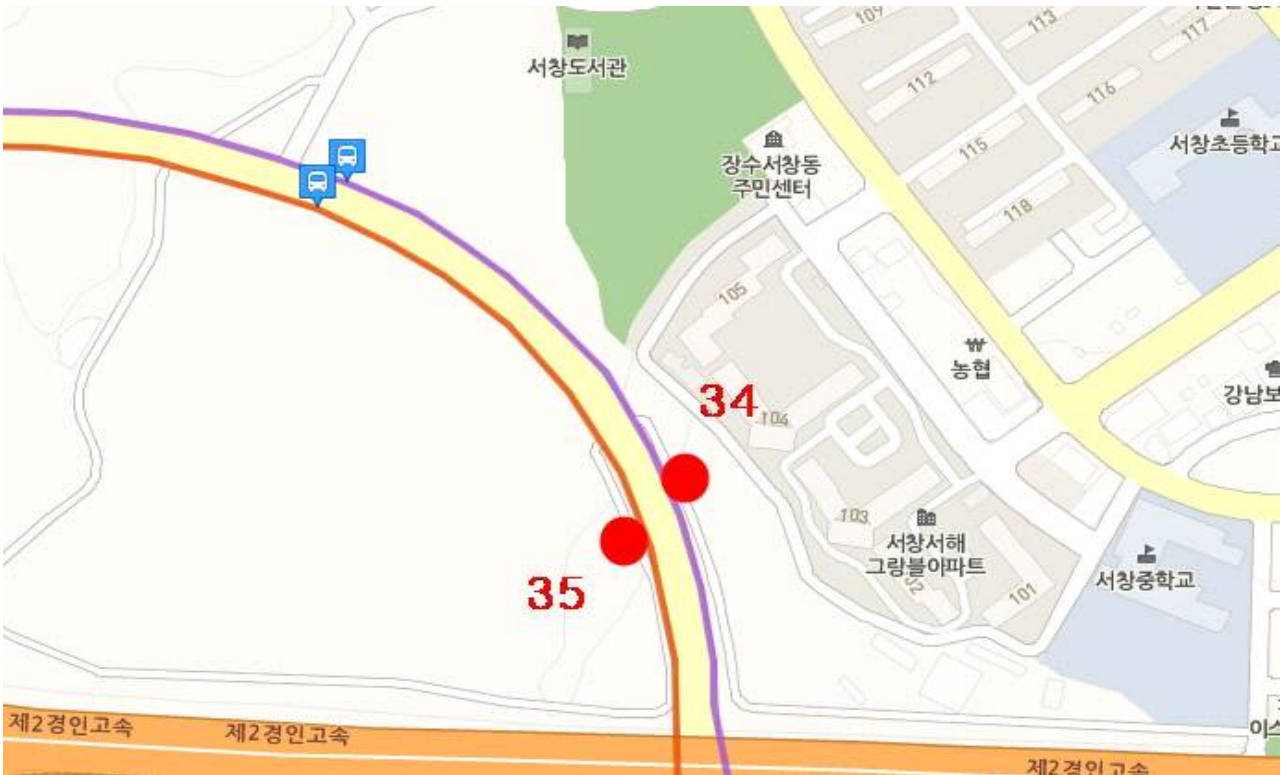 109
113
117
서창도서관
112
116
서창초등학교
장수서창동
주민센터
115
118
105
농협
강남보
34
104
103
서창서해
그랑블아파트
101
서창중학교
35
제2경인고속
제2경인고속
이스
제2경인고속